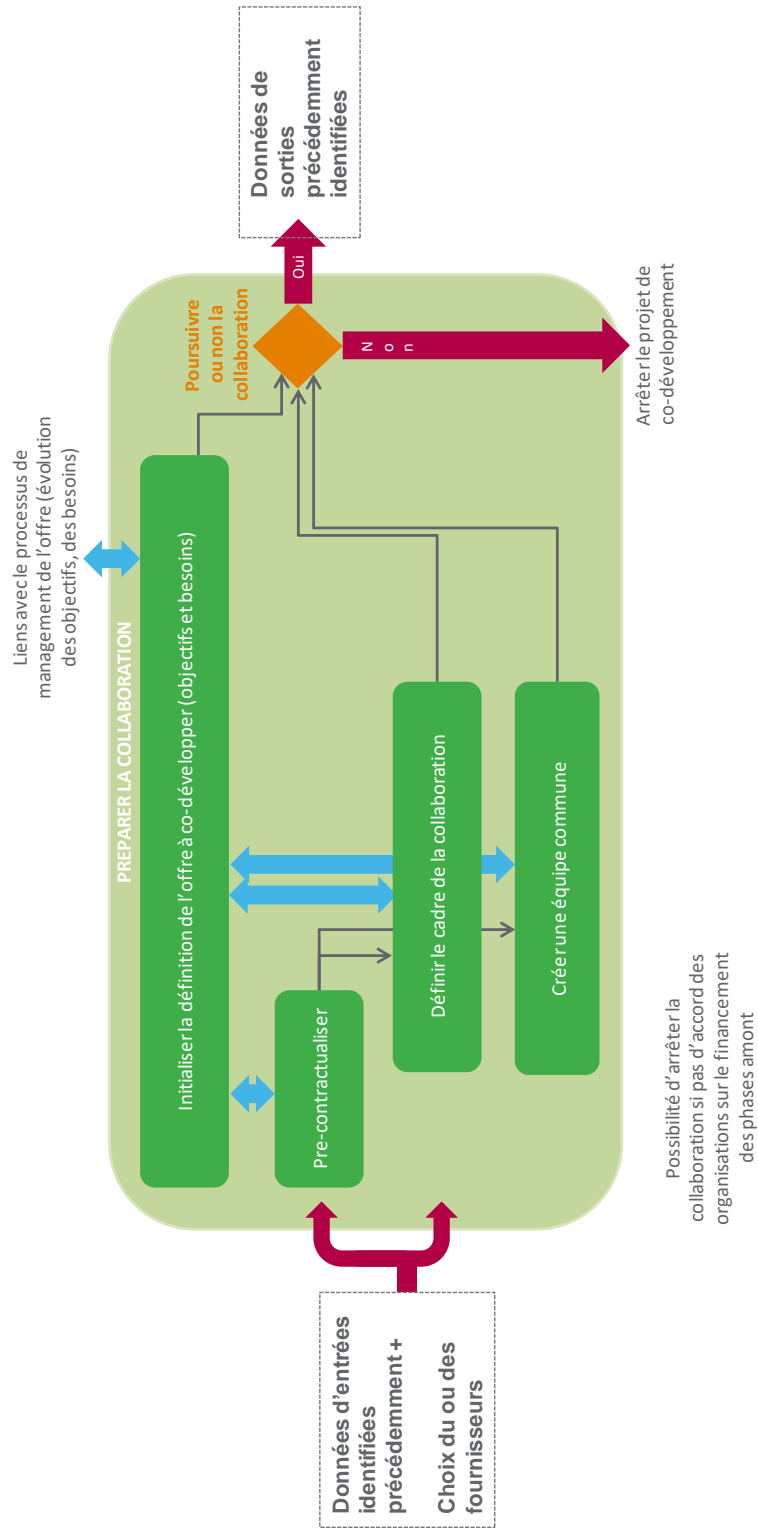 Liens avec le processus de
management de l'offre (évolution
des objectifs, des besoins)
PREPARER LA COLLABORATION
Initialiser la définition de l'offre à co-développer (objectifs et besoins)
Données d'entrées
identifiées
précédemment +
Choix du ou des
fournisseurs
Pre-contractualiser
Définir le cadre de la collaboration
Créer une équipe commune
Poursuivre
ou non la
collaboration
Oui
Non
Données de
sorties
précédemment
identifiées
Possibilité d'arrêter la
collaboration si pas d'accord des
organisations sur le financement
des phases amont
Arrêter le projet de
co-développement